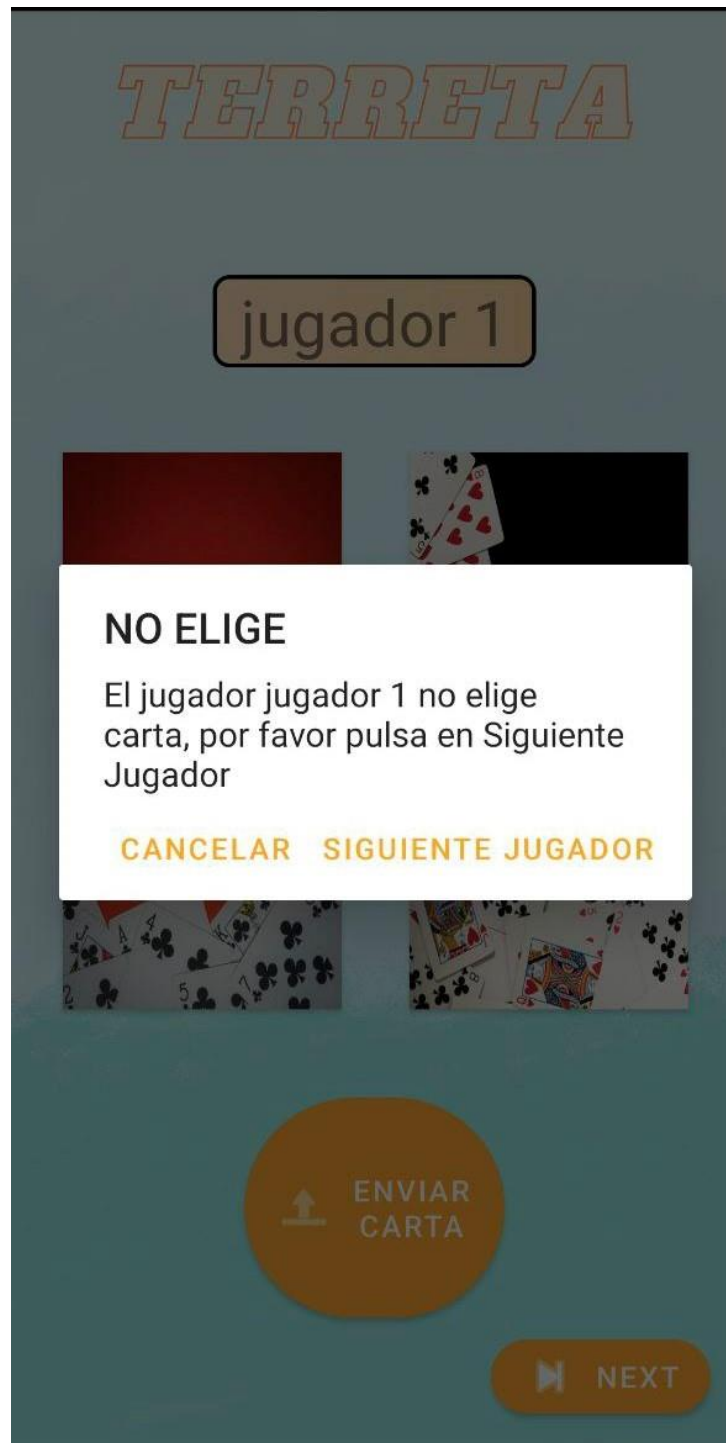 TERRETA
jugador 1
NO ELIGE
El jugador jugador 1 no elige
carta, por favor pulsa en Siguiente
Jugador
CANCELAR SIGUIENTE JUGADOR
ENVIAR
CARTA
NEXT